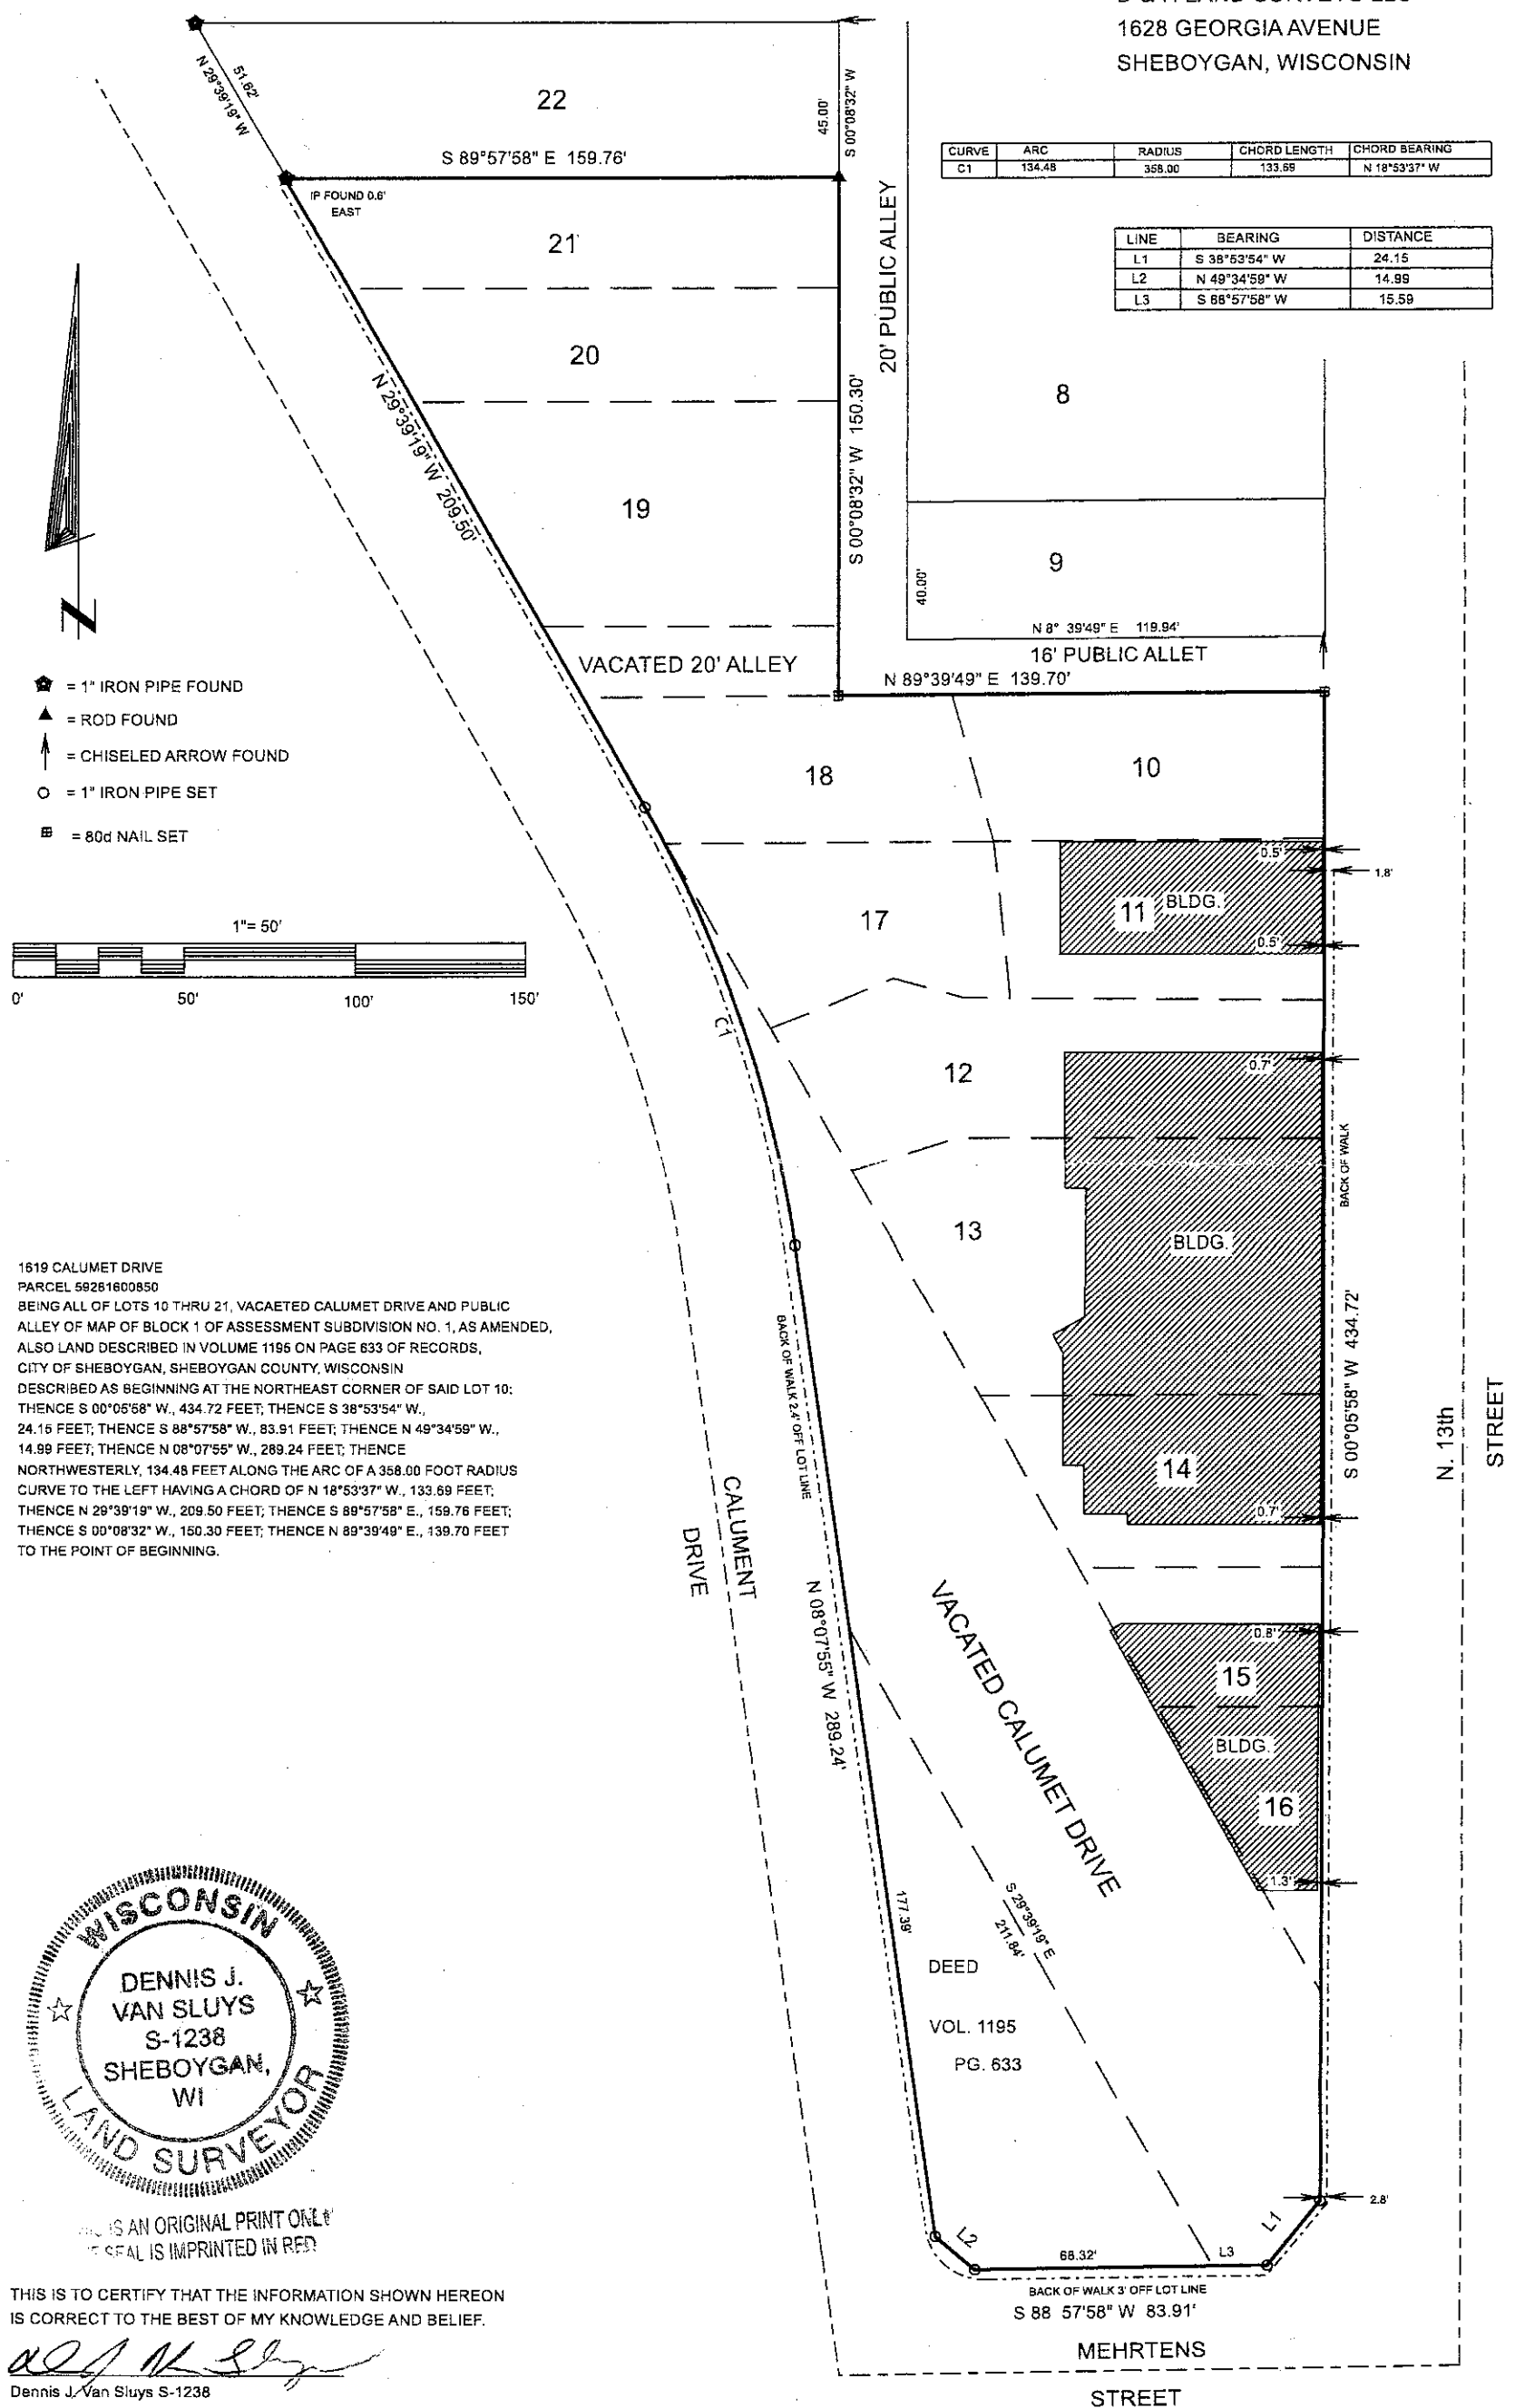 1628 GEORGIA AVENUE
SHEBOYGAN, WISCONSIN
CURVE ARC RADIUS CHORD LENGTH CHORD BEARING
C1 134.48 358.00 133.69 N 18°53'37" W
LINE BEARING DISTANCE
L1 S 38°53'54" W 24.15
L2 N 49°34'59" W 14.99
L3 S 88°57'58" W 15.59
51.62'
N 29°39'19" W
22
45.00'
S 00°08'32" W
S 89°57'58" E 159.76'
IP FOUND 0.6'
EAST
21
20
19
N 29°39'19" W 209.50'
S 00°08'32" W 150.30'
20' PUBLIC ALLEY
8
9
40.00'
N 8° 39'49" E 119.94'
16' PUBLIC ALLET
VACATED 20' ALLEY
N 89°39'49" E 139.70'
N
= 1" IRON PIPE FOUND
= ROD FOUND
= CHISELED ARROW FOUND
= 1" IRON PIPE SET
= 80d NAIL SET
1"= 50'
0' 50' 100' 150'
18
10
0.5'
1.8'
17
11 BLDG.
0.5'
C1
12
0.7'
BACK OF WALK
13
BLDG.
S 00°05'58" W 434.72'
14
0.7'
N. 13th
STREET
1619 CALUMET DRIVE
PARCEL 59281600850
BEING ALL OF LOTS 10 THRU 21, VACAETED CALUMET DRIVE AND PUBLIC
ALLEY OF MAP OF BLOCK 1 OF ASSESSMENT SUBDIVISION NO. 1, AS AMENDED,
ALSO LAND DESCRIBED IN VOLUME 1195 ON PAGE 633 OF RECORDS,
CITY OF SHEBOYGAN, SHEBOYGAN COUNTY, WISCONSIN
DESCRIBED AS BEGINNING AT THE NORTHEAST CORNER OF SAID LOT 10;
THENCE S 00°05'58" W., 434.72 FEET; THENCE S 38°53'54" W.,
24.15 FEET; THENCE S 88°57'58" W., 83.91 FEET; THENCE N 49°34'59" W.,
14.99 FEET; THENCE N 08°07'55" W., 289.24 FEET; THENCE
NORTHWESTERLY, 134.48 FEET ALONG THE ARC OF A 358.00 FOOT RADIUS
CURVE TO THE LEFT HAVING A CHORD OF N 18°53'37" W., 133.69 FEET;
THENCE N 29°39'19" W., 209.50 FEET; THENCE S 89°57'58" E., 159.76 FEET;
THENCE S 00°08'32" W., 150.30 FEET; THENCE N 89°39'49" E., 139.70 FEET
TO THE POINT OF BEGINNING.
BACK OF WALK 2.4' OFF LOT LINE
CALUMENT
DRIVE
N 08°07'55" W 289.24'
VACATED CALUMET DRIVE
0.8'
15
BLDG.
16
1.3'
177.39'
S 29°39'19" E
211.84'
DEED
VOL. 1195
PG. 633
WISCONSIN
DENNIS J.
VAN SLUYS
S-1238
SHEBOYGAN,
WI
LAND SURVEYOR
IS AN ORIGINAL PRINT ONLY
SEAL IS IMPRINTED IN RED
THIS IS TO CERTIFY THAT THE INFORMATION SHOWN HEREON
IS CORRECT TO THE BEST OF MY KNOWLEDGE AND BELIEF.
Dennis J. Van Sluys S-1238
2.8'
L1
L2
68.32'
L3
BACK OF WALK 3' OFF LOT LINE
S 88 57'58" W 83.91'
MEHRTENS
STREET